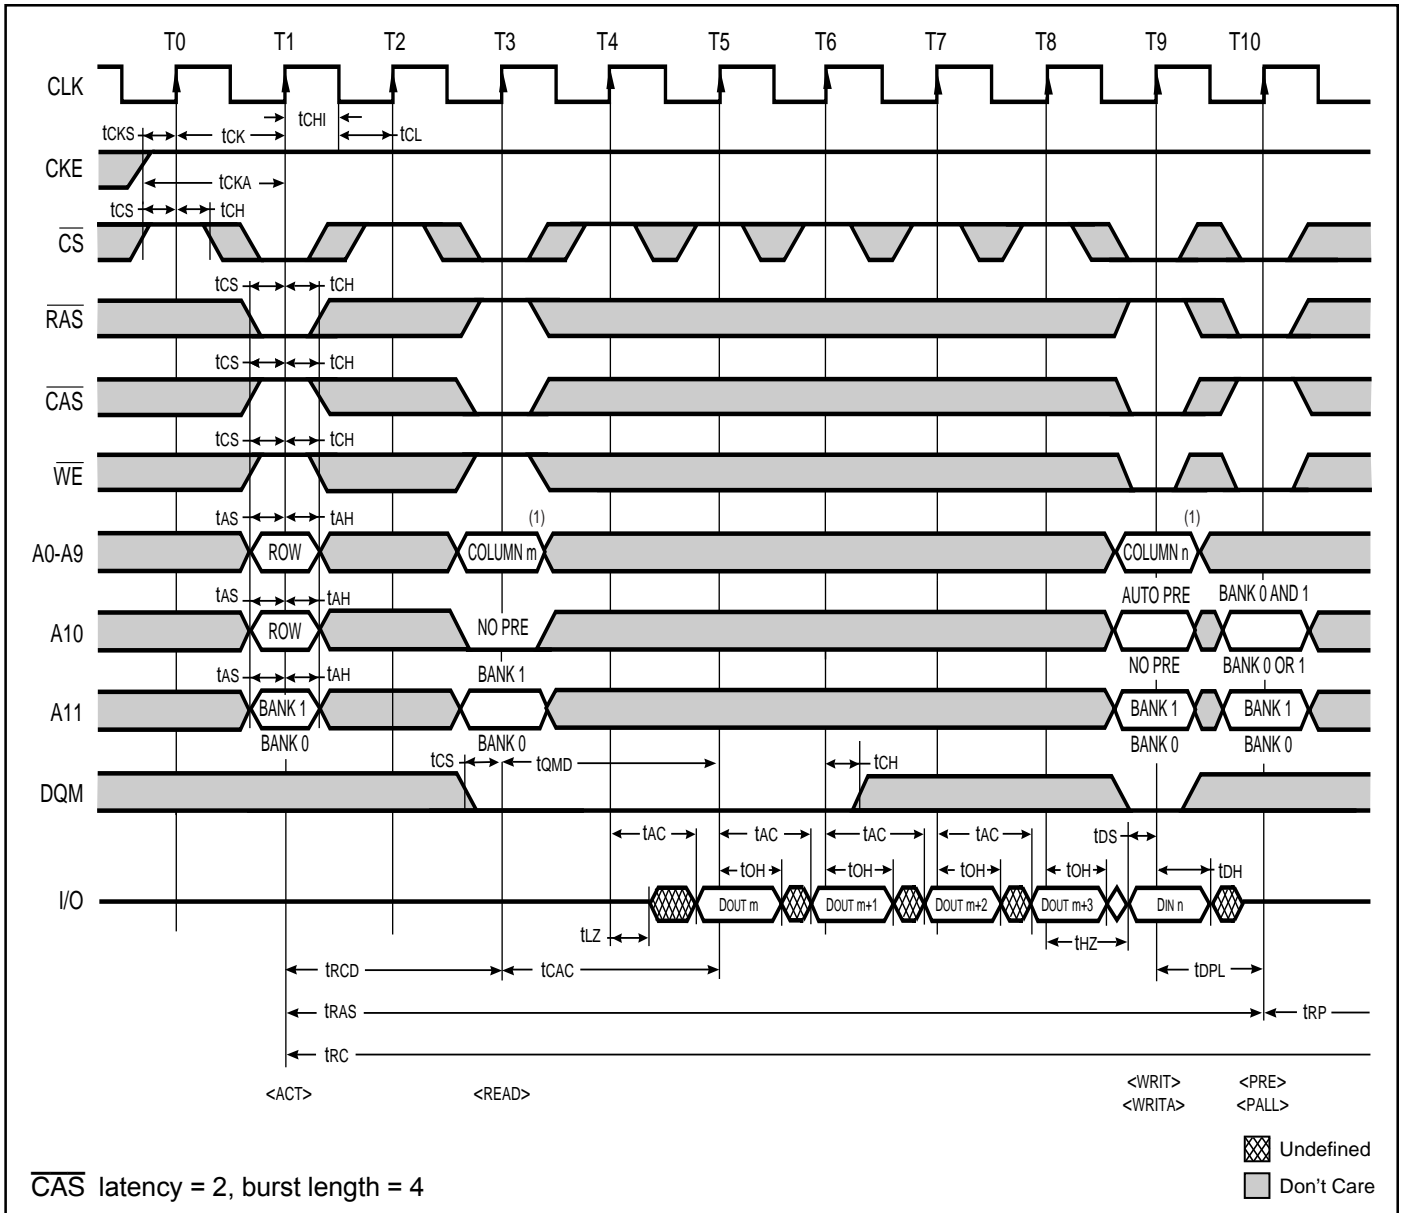 T0 T1 T2 T3 T4 T5 T6 T7 T8 T9 T10
CLK
tCHI
tCKS tCK tCL
CKE
tCKA
tCS tCH
CS
tCS tCH
RAS
tCS tCH
CAS
tCS tCH
WE
tAS tAH (1) (1)
A0-A9 ROW COLUMN m COLUMN n
tAS tAH AUTO PRE BANK 0 AND 1
A10 ROW NO PRE
tAS tAH BANK 1 NO PRE BANK 0 OR 1
A11 BANK 1 BANK 1 BANK 1
BANK 0 BANK 0 BANK 0 BANK 0
tCS tQMD tCH
DQM
tAC tAC tAC tAC tDS
tOH tOH tOH tOH tDH
I/O DOUT m DOUT m+1 DOUT m+2 DOUT m+3 DIN n
tLZ tHZ
tRCD tCAC tDPL
tRAS tRP
tRC
<ACT> <READ> <WRIT> <PRE>
<WRITA> <PALL>
Undefined
CAS latency = 2, burst length = 4 Don't Care